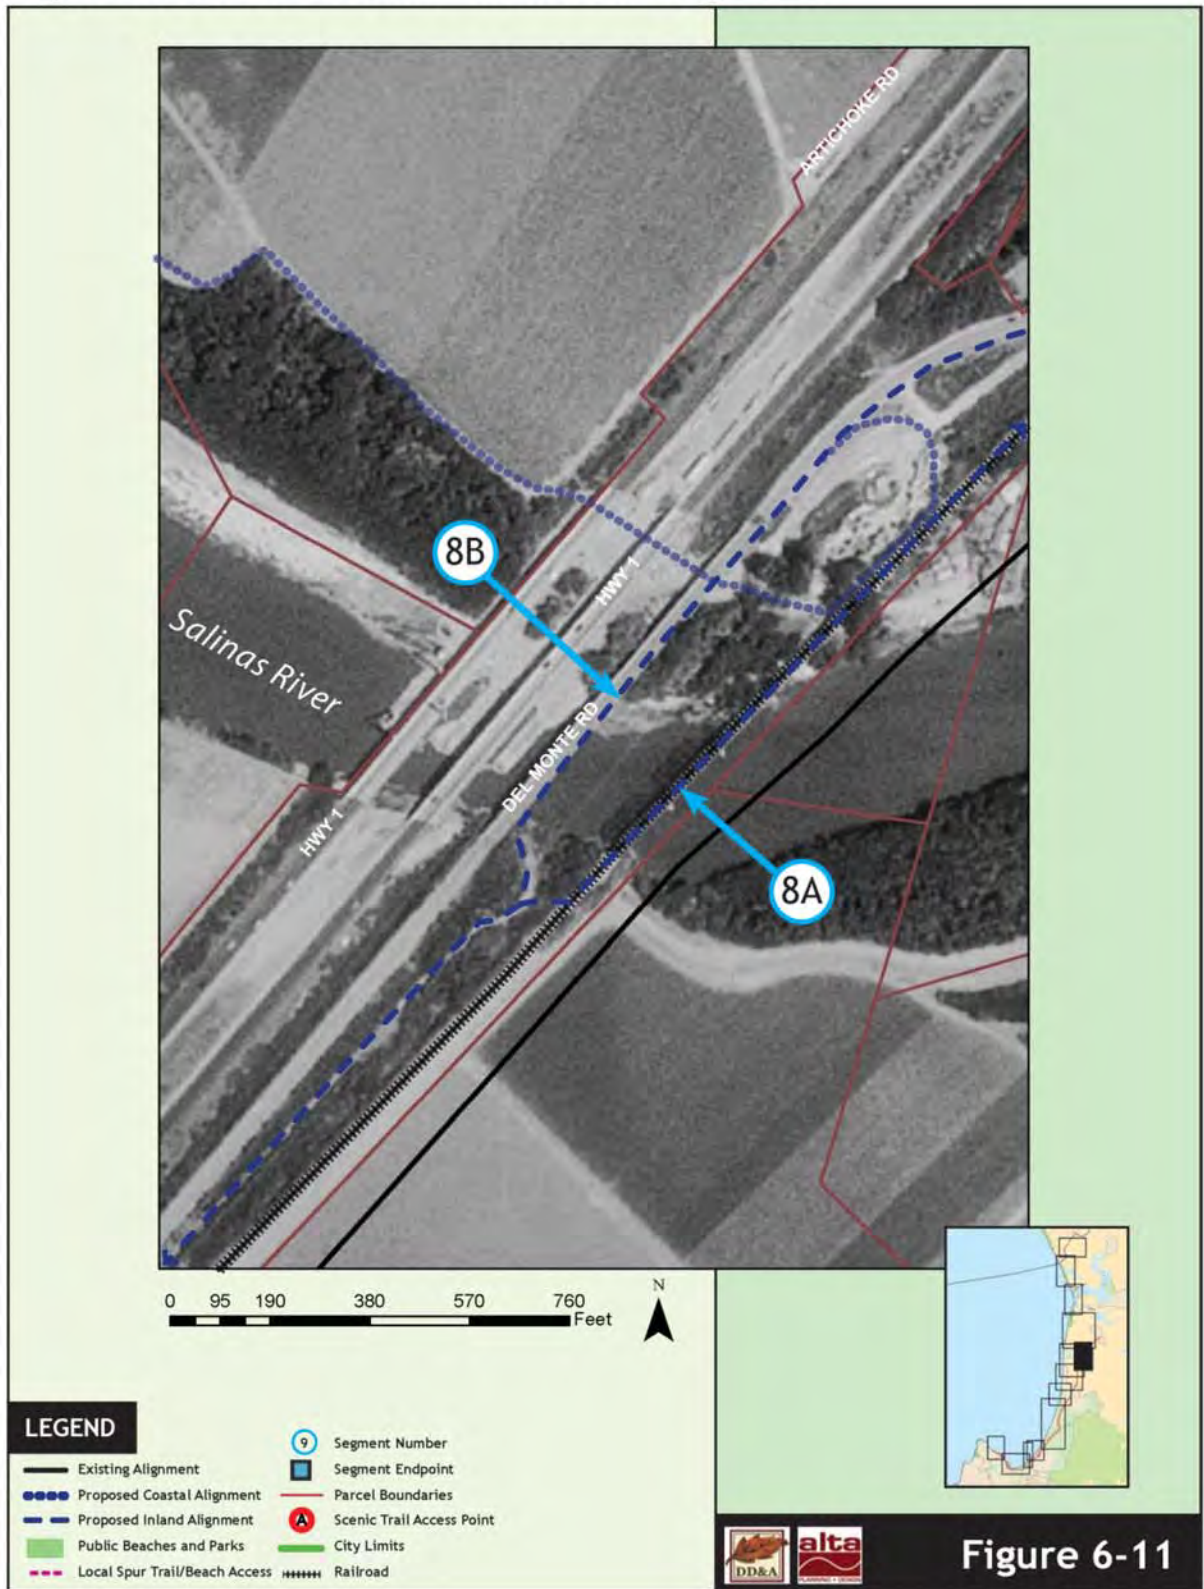 ARTICHOKE RD
8B
HWY 1
Salinas River
DEL MONTE RD
HWY 1
8A
0 95 190 380 570 760
Feet
N
LEGEND
Existing Alignment
Proposed Coastal Alignment
Proposed Inland Alignment
Public Beaches and Parks
Local Spur Trail/Beach Access
9 Segment Number
Segment Endpoint
Parcel Boundaries
A Scenic Trail Access Point
City Limits
Railroad
DD&A
alta
PLANNING + DESIGN
Figure 6-11